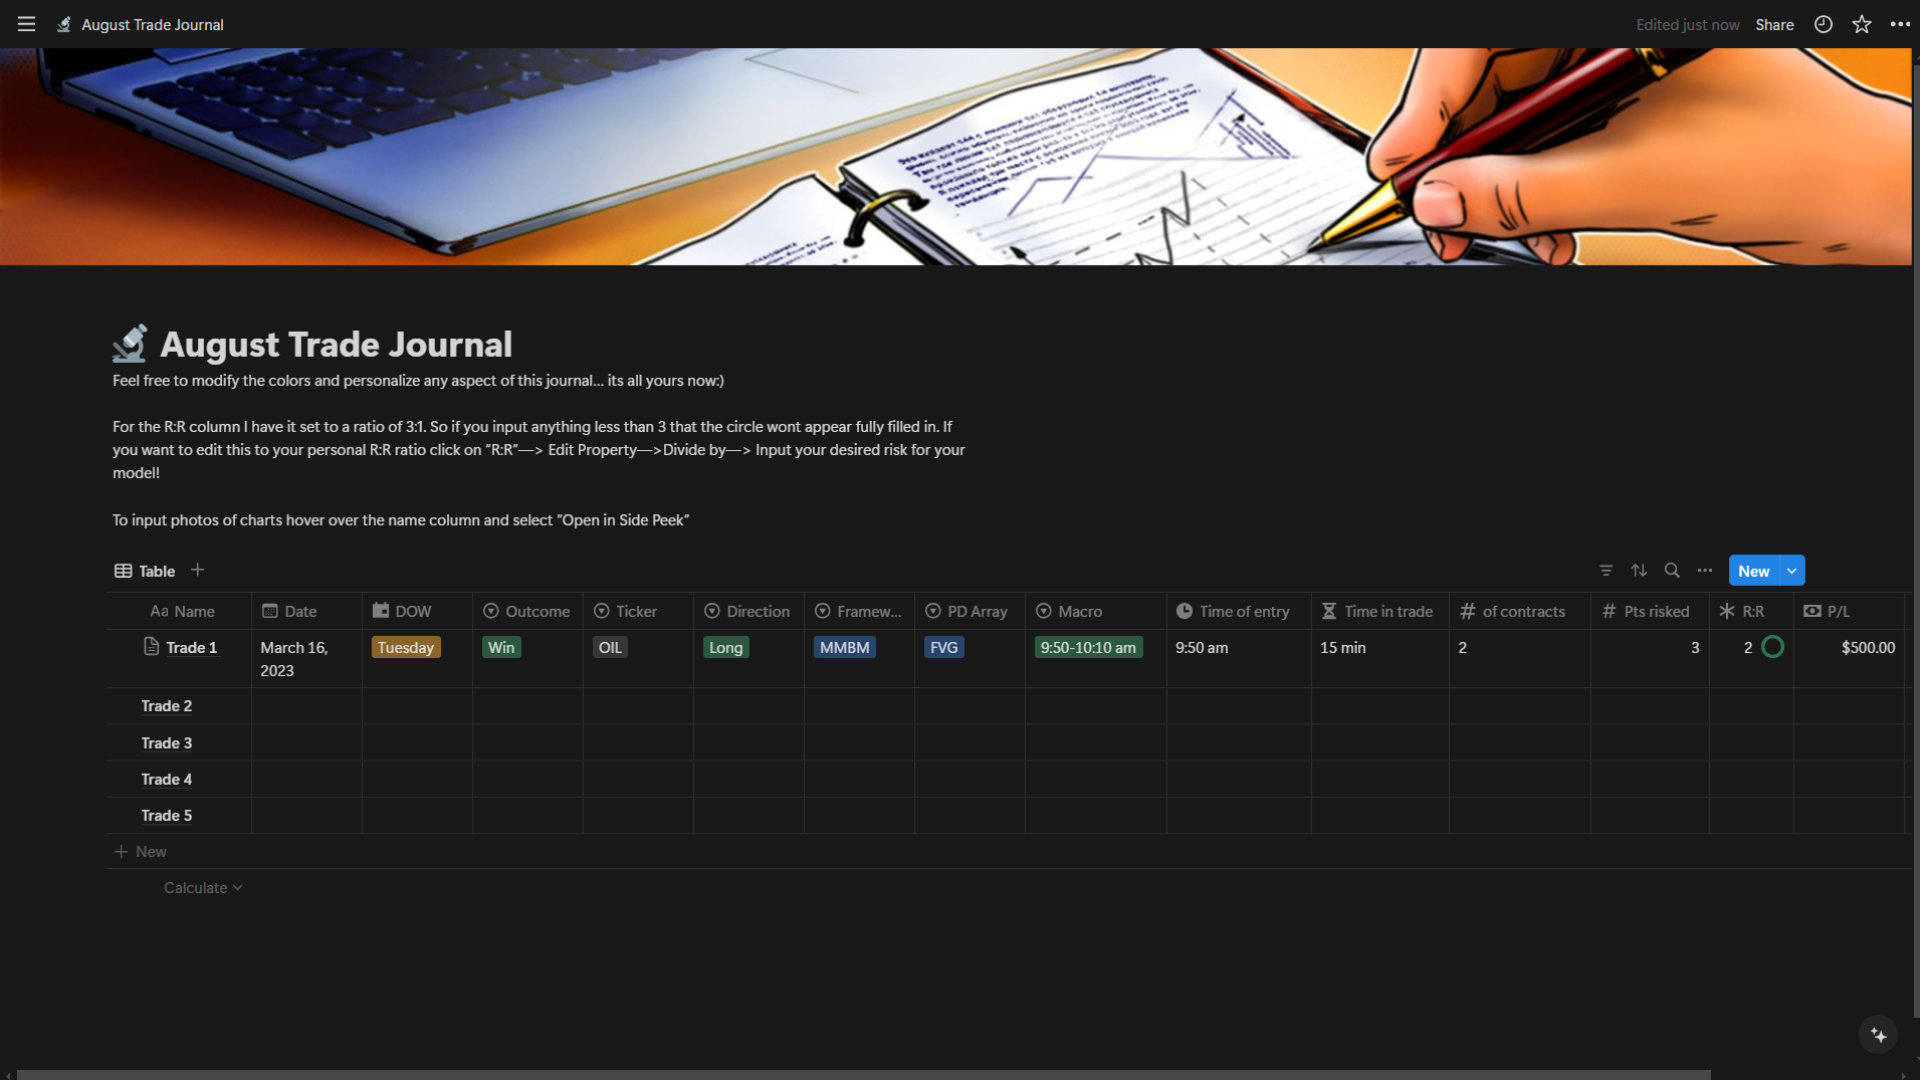 August Trade Journal
Edited just now
Share
August Trade Journal
Feel free to modify the colors and personalize any aspect of this journal... its all yours now:)
For the R:R column I have it set to a ratio of 3:1. So if you input anything less than 3 that the circle wont appear fully filled in. If
you want to edit this to your personal R:R ratio click on “R:R”—> Edit Property—>Divide by—> Input your desired risk for your
model!
To input photos of charts hover over the name column and select “Open in Side Peek”
Table
New
Aa Name Date DOW Outcome Ticker Direction Framew... PD Array Macro Time of entry Time in trade # of contracts # Pts risked R:R P/L
Trade 1 March 16, Tuesday Win OIL Long MMBM FVG 9:50-10:10 am 9:50 am 15 min 2 3 2 $500.00
2023
Trade 2
Trade 3
Trade 4
Trade 5
+ New
Calculate